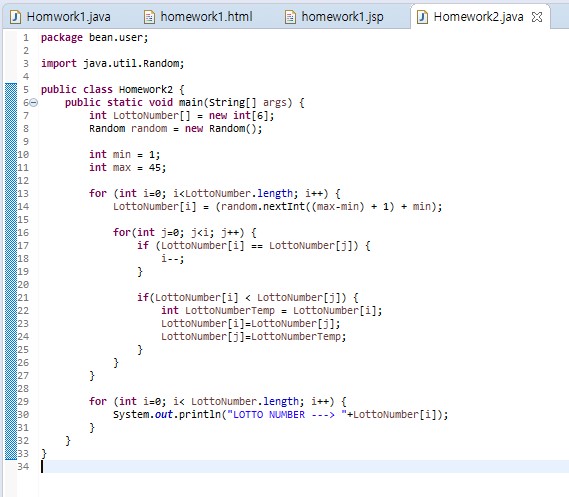 Homwork1.java homework1.html homework1.jsp Homework2.java
1 package bean.user;
2
3 import java.util.Random;
4
5 public class Homework2 {
6 public static void main(String[] args) {
7 int LottoNumber[] = new int[6];
8 Random random = new Random();
9
10 int min = 1;
11 int max = 45;
12
13 for (int i=0; i<LottoNumber.length; i++) {
14 LottoNumber[i] = (random.nextInt((max-min) + 1) + min);
15
16 for(int j=0; j<i; j++) {
17 if (LottoNumber[i] == LottoNumber[j]) {
18 i--;
19 }
20
21 if(LottoNumber[i] < LottoNumber[j]) {
22 int LottoNumberTemp = LottoNumber[i];
23 LottoNumber[i]=LottoNumber[j];
24 LottoNumber[j]=LottoNumberTemp;
25 }
26 }
27 }
28
29 for (int i=0; i< LottoNumber.length; i++) {
30 System.out.println("LOTTO NUMBER ---> "+LottoNumber[i]);
31 }
32 }
33 }
34